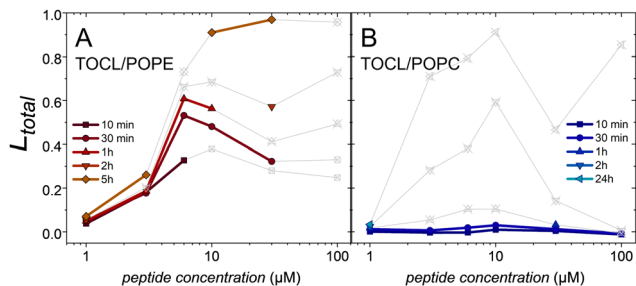 A
TOCL/POPE
B
TOCL/POPC
L total
1.0
0.8
0.6
0.4
0.2
0.0
10 min
30 min
1h
2h
5h
10 min
30 min
1h
2h
24h
1 10 100
1 10 100
peptide concentration (μM)
peptide concentration (μM)